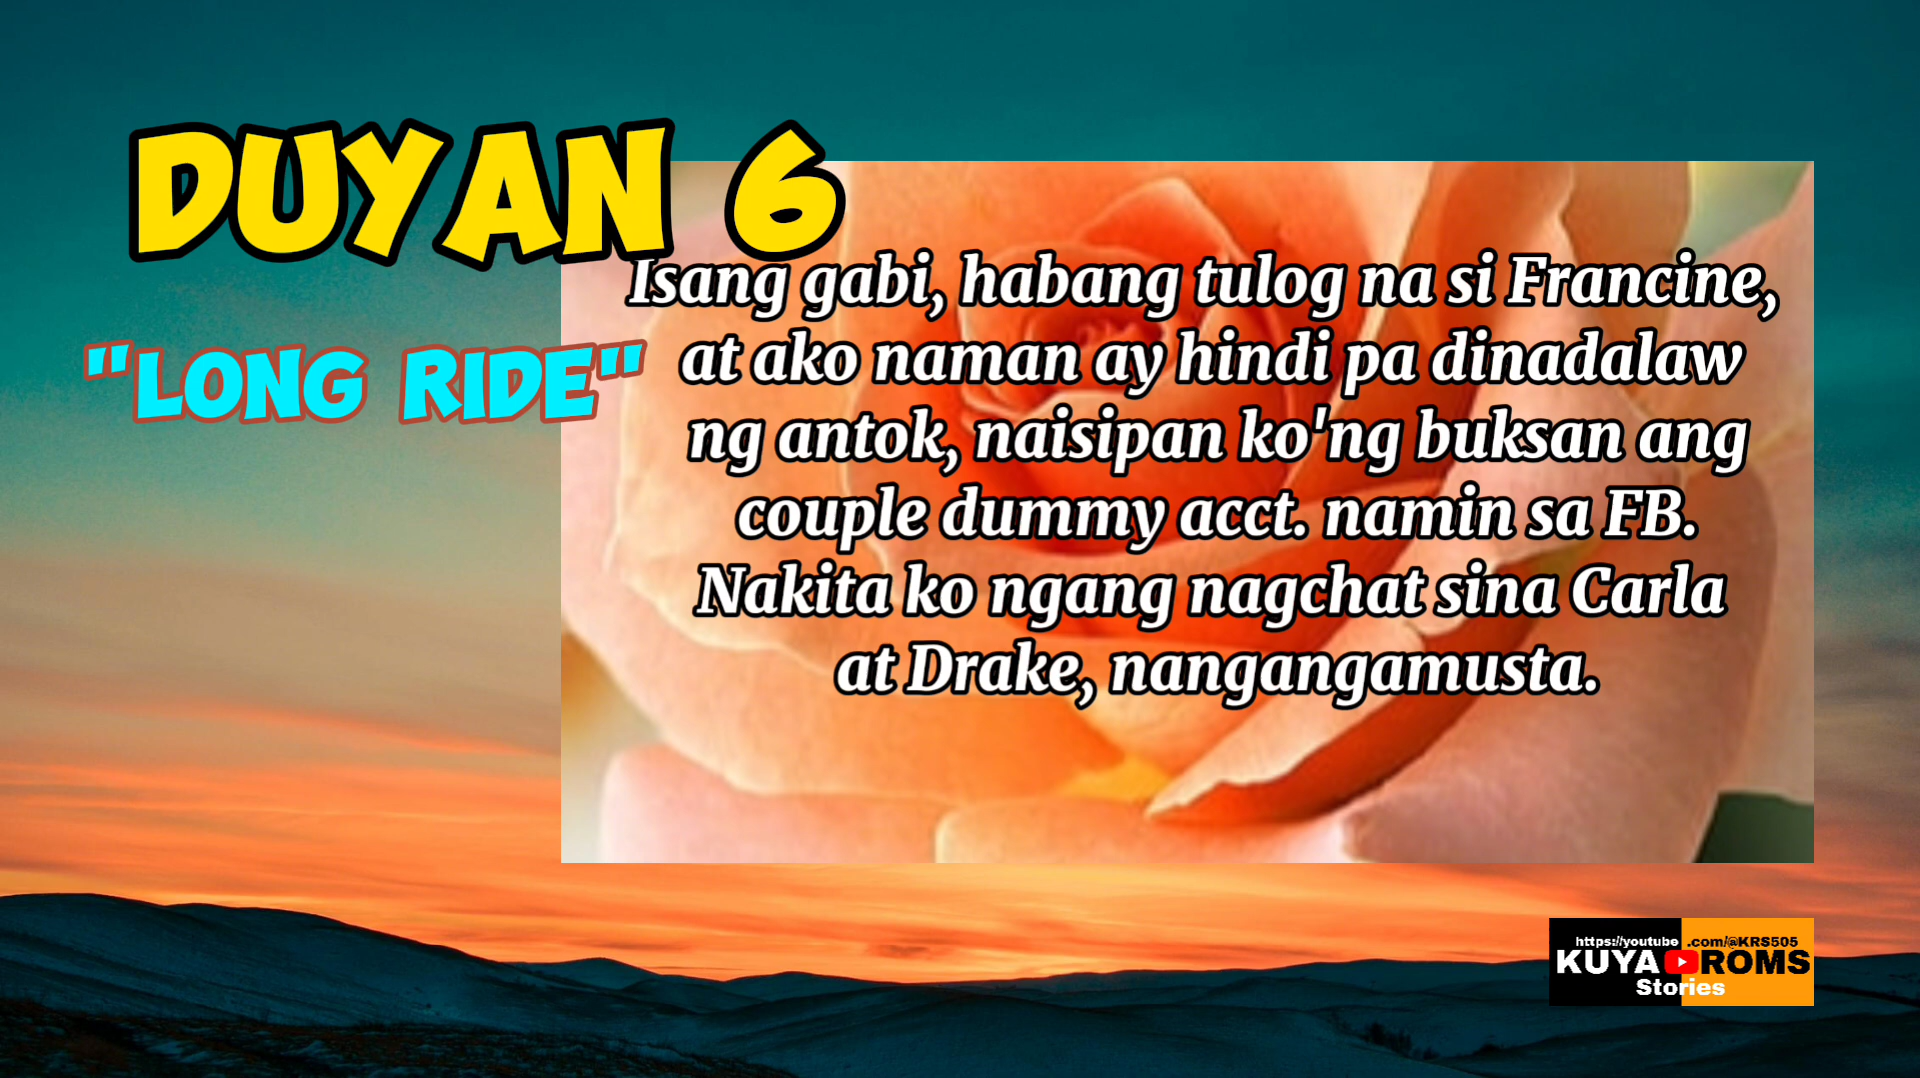 DUYAN 6
"LONG RIDE"
Isang gabi, habang tulog na si Francine,
at ako naman ay hindi pa dinadalaw
ng antok, naisipan ko'ng buksan ang
couple dummy acct. namin sa FB.
Nakita ko ngang nagchat sina Carla
at Drake, nangangamusta.
https://youtube.com/@KRS505
KUYA ROMS
Stories